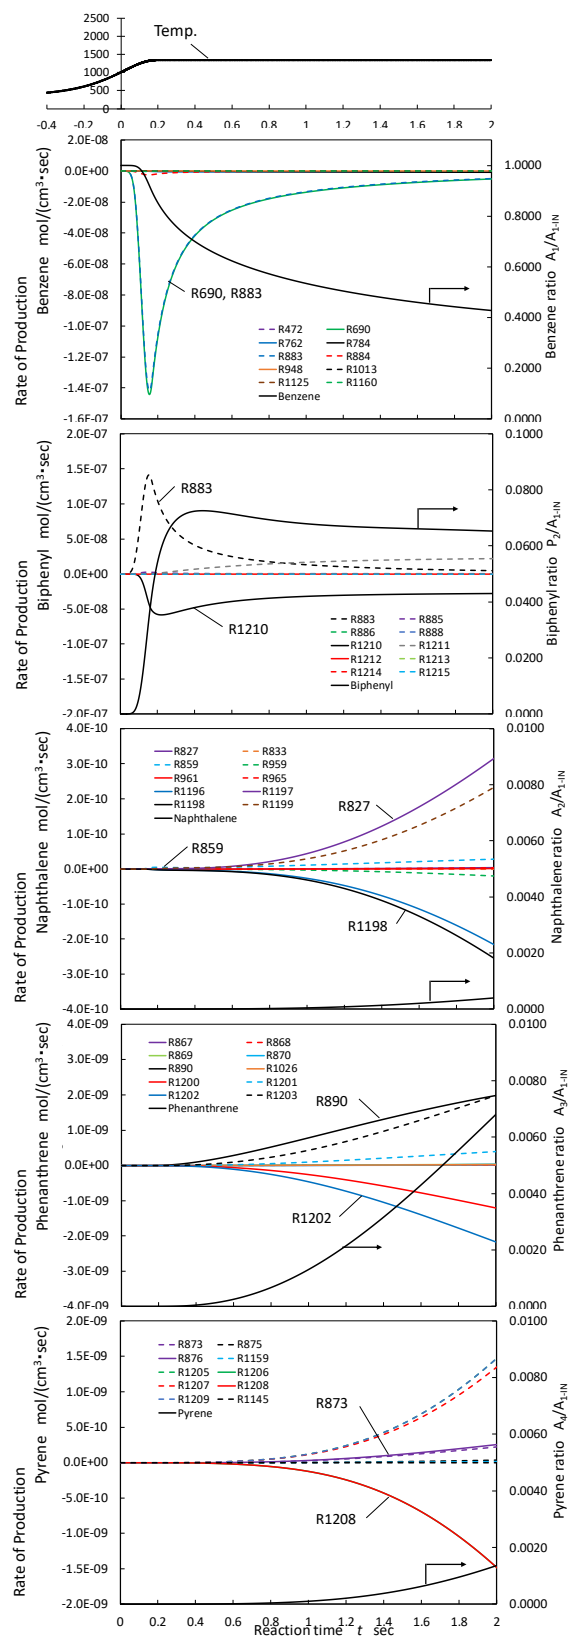 2500
2000
1500
1000
500
0
Temp.
-0.4 -0.2 0 0.2 0.4 0.6 0.8 1 1.2 1.4 1.6 1.8 2
Rate of Production
Benzene mol/(cm³・sec)
2.0E-08
0.0E+00
-2.0E-08
-4.0E-08
-6.0E-08
-8.0E-08
-1.0E-07
-1.2E-07
-1.4E-07
-1.6E-07
R690, R883
R472 R690
R762 R784
R883 R884
R948 R1013
R1125 R1160
Benzene
1.0000
0.8000
0.6000
0.4000
0.2000
0.0000
Benzene ratio A1/A1-IN
Rate of Production
Biphenyl mol/(cm³・sec)
2.0E-07
1.5E-07
1.0E-07
5.0E-08
0.0E+00
-5.0E-08
-1.0E-07
-1.5E-07
-2.0E-07
R883
R1210
R883 R885
R886 R888
R1210 R1211
R1212 R1213
R1214 R1215
Biphenyl
0.1000
0.0800
0.0600
0.0400
0.0200
0.0000
Biphenyl ratio P2/A1-IN
Rate of Production
Naphthalene mol/(cm³・sec)
4.0E-10
3.0E-10
2.0E-10
1.0E-10
0.0E+00
-1.0E-10
-2.0E-10
-3.0E-10
-4.0E-10
R827 R833
R859 R959
R961 R965
R1196 R1197
R1198 R1199
Naphthalene
R827
R859
R1198
0.0100
0.0080
0.0060
0.0040
0.0020
0.0000
Naphthalene ratio A2/A1-IN
Rate of Production
Phenanthrene mol/(cm³・sec)
4.0E-09
3.0E-09
2.0E-09
1.0E-09
0.0E+00
-1.0E-09
-2.0E-09
-3.0E-09
-4.0E-09
R867 R868
R869 R870
R890 R1026
R1200 R1201
R1202 R1203
Phenanthrene
R890
R1202
0.0100
0.0080
0.0060
0.0040
0.0020
0.0000
Phenanthrene ratio A3/A1-IN
Rate of Production
Pyrene mol/(cm³・sec)
2.0E-09
1.5E-09
1.0E-09
5.0E-10
0.0E+00
-5.0E-10
-1.0E-09
-1.5E-09
-2.0E-09
R873 R875
R876 R1159
R1205 R1206
R1207 R1208
R1209 R1145
Pyrene
R873
R1208
0.0100
0.0080
0.0060
0.0040
0.0020
0.0000
Pyrene ratio A4/A1-IN
0 0.2 0.4 0.6 0.8 1 1.2 1.4 1.6 1.8 2
Reaction time t sec